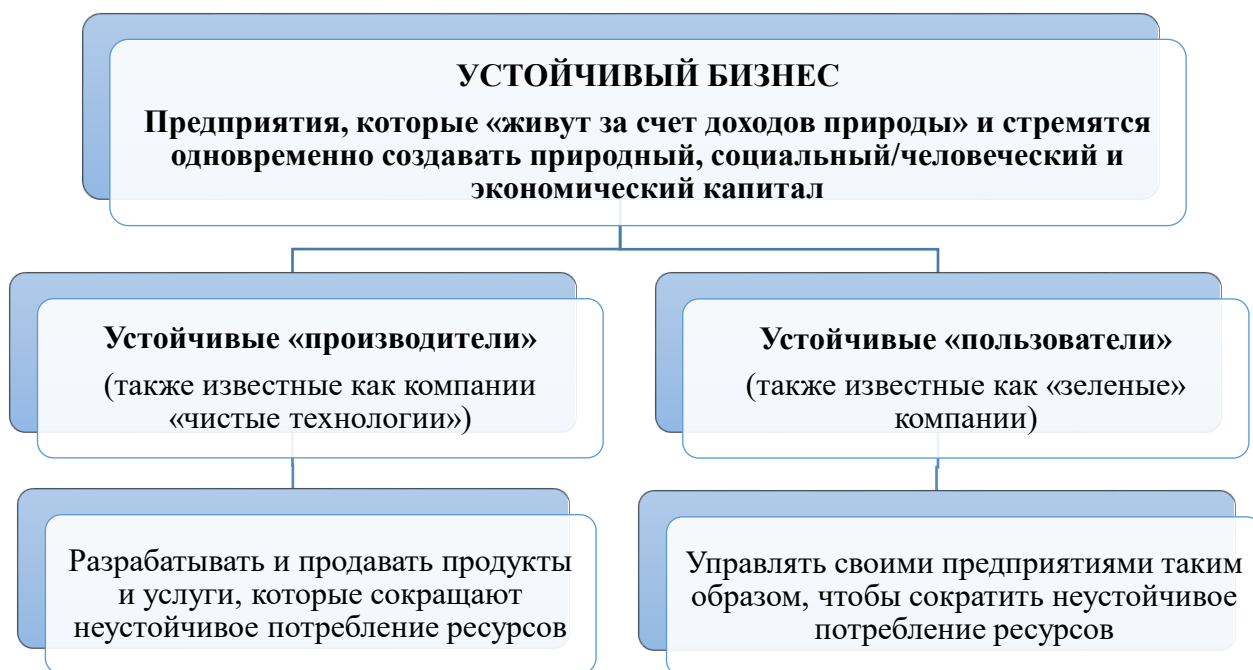 УСТОЙЧИВЫЙ БИЗНЕС
Предприятия, которые «живут за счет доходов природы» и стремятся
одновременно создавать природный, социальный/человеческий и
экономический капитал
Устойчивые «производители»
(также известные как компании
«чистые технологии»)
Устойчивые «пользователи»
(также известные как «зеленые»
компании)
Разрабатывать и продавать продукты
и услуги, которые сокращают
неустойчивое потребление ресурсов
Управлять своими предприятиями таким
образом, чтобы сократить неустойчивое
потребление ресурсов